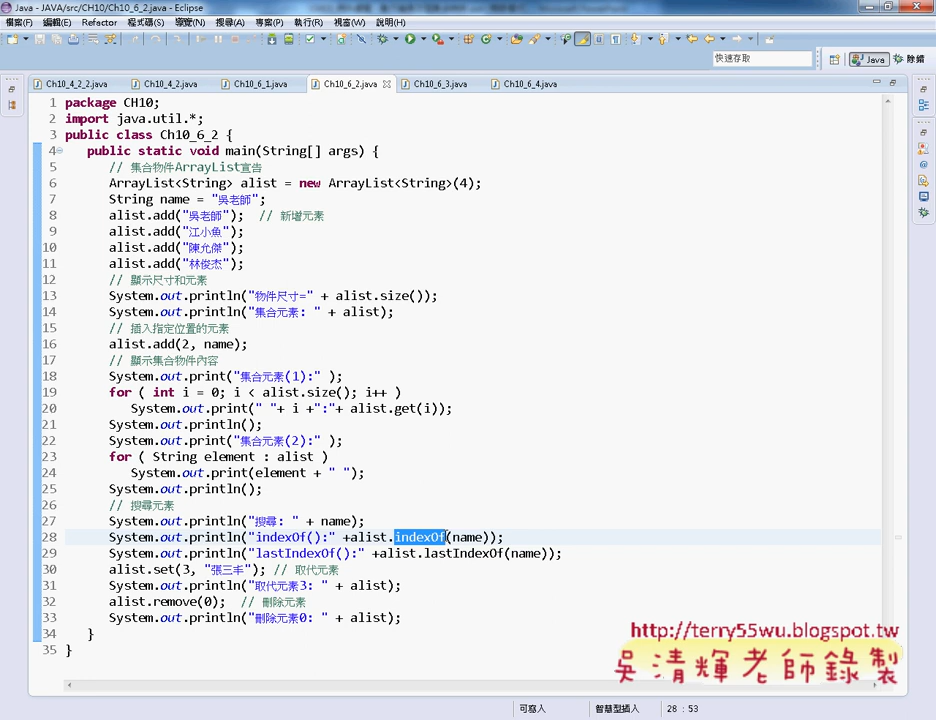 Java - JAVA/src/CH10/Ch10_6_2.java - Eclipse
檔案(F) 編輯(E) Refactor 程式碼(S) 導覽(N) 搜尋(A) 專案(P) 執行(R) 視窗(W) 說明(H)
快速存取 Java 除錯
Ch10_4_2_2.java Ch10_4_2.java Ch10_6_1.java Ch10_6_2.java Ch10_6_3.java Ch10_6_4.java
1 package CH10;
2 import java.util.*;
3 public class Ch10_6_2 {
4 public static void main(String[] args) {
5 // 集合物件ArrayList宣告
6 ArrayList<String> alist = new ArrayList<String>(4);
7 String name = "吳老師";
8 alist.add("吳老師"); // 新增元素
9 alist.add("江小魚");
10 alist.add("陳允傑");
11 alist.add("林俊杰");
12 // 顯示尺寸和元素
13 System.out.println("物件尺寸=" + alist.size());
14 System.out.println("集合元素: " + alist);
15 // 插入指定位置的元素
16 alist.add(2, name);
17 // 顯示集合物件內容
18 System.out.print("集合元素(1):" );
19 for ( int i = 0; i < alist.size(); i++ )
20 System.out.print(" "+ i +":"+ alist.get(i));
21 System.out.println();
22 System.out.print("集合元素(2):" );
23 for ( String element : alist )
24 System.out.print(element + " ");
25 System.out.println();
26 // 搜尋元素
27 System.out.println("搜尋: " + name);
28 System.out.println("indexOf():" +alist.indexOf(name));
29 System.out.println("lastIndexOf():" +alist.lastIndexOf(name));
30 alist.set(3, "張三丰"); // 取代元素
31 System.out.println("取代元素3: " + alist);
32 alist.remove(0); // 刪除元素
33 System.out.println("刪除元素0: " + alist);
34 }
35 }
http://terry55wu.blogspot.tw
吳清輝老師錄製
可寫入 智慧型插入 28 : 53